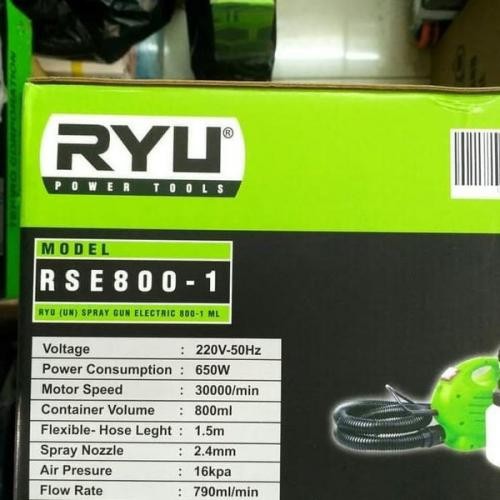 RYU®
POWER TOOLS
MODEL
RSE800-1
RYU (UN) SPRAY GUN ELECTRIC 800-1 ML
Voltage : 220V-50Hz
Power Consumption : 650W
Motor Speed : 30000/min
Container Volume : 800ml
Flexible- Hose Leght : 1.5m
Spray Nozzle : 2.4mm
Air Presure : 16kpa
Flow Rate : 790ml/min